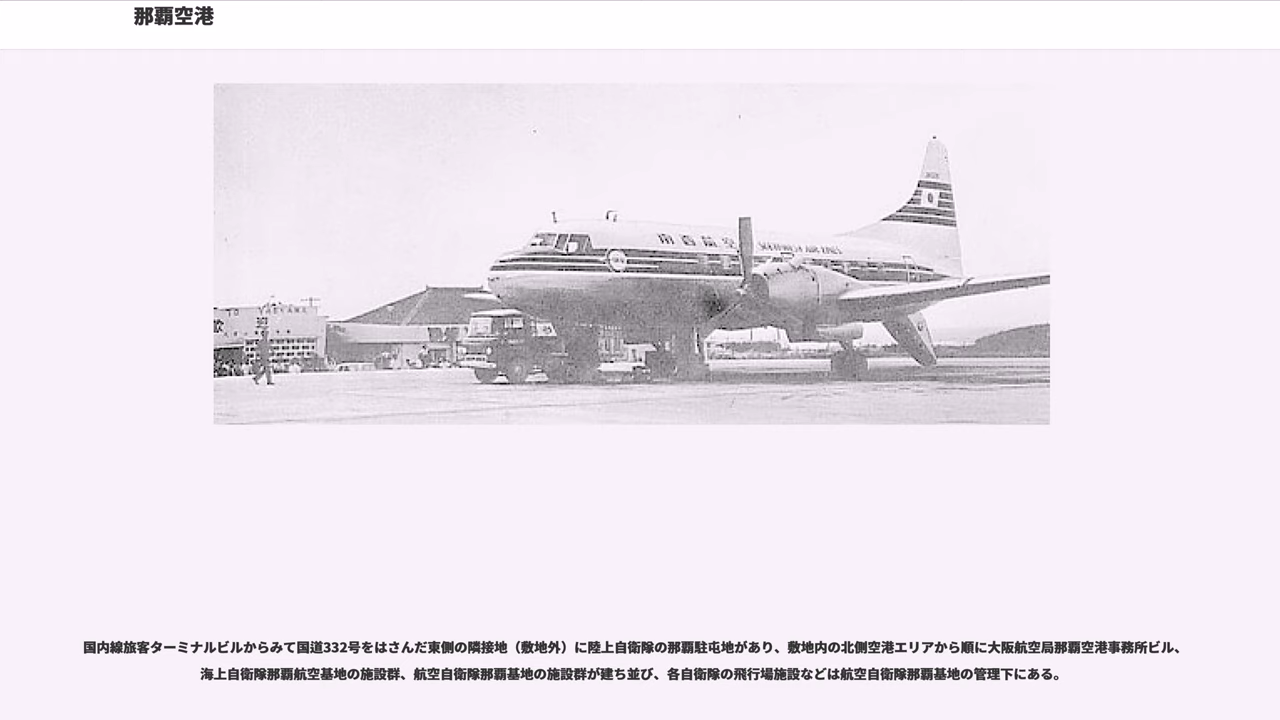 那覇空港
南西航空
TO YAEYAMA
国内線旅客ターミナルビルからみて国道332号をはさんだ東側の隣接地（敷地外）に陸上自衛隊の那覇駐屯地があり、敷地内の北側空港エリアから順に大阪航空局那覇空港事務所ビル、
海上自衛隊那覇航空基地の施設群、航空自衛隊那覇基地の施設群が建ち並び、各自衛隊の飛行場施設などは航空自衛隊那覇基地の管理下にある。